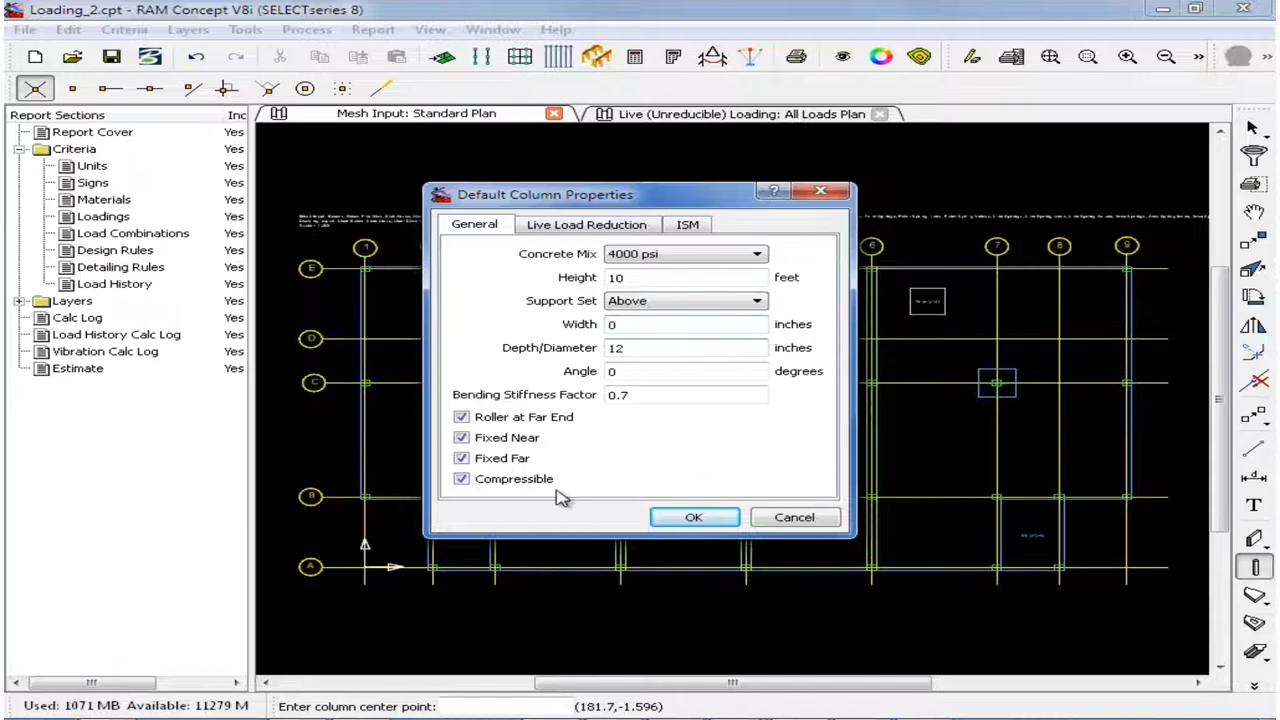 Loading_2.cpt - RAM Concept V8i (SELECTseries 8)
File Edit Criteria Layers Tools Process Report View Window Help
Report Sections Inc
Report Cover Yes
Criteria Yes
Units Yes
Signs Yes
Materials Yes
Loadings Yes
Load Combinations Yes
Design Rules Yes
Detailing Rules Yes
Load History Yes
Layers Yes
Calc Log Yes
Load History Calc Log Yes
Vibration Calc Log Yes
Estimate Yes
Mesh Input: Standard Plan
Live (Unreducible) Loading: All Loads Plan
Default Column Properties
General Live Load Reduction ISM
Concrete Mix 4000 psi
Height 10 feet
Support Set Above
Width 0 inches
Depth/Diameter 12 inches
Angle 0 degrees
Bending Stiffness Factor 0.7
Roller at Far End
Fixed Near
Fixed Far
Compressible
OK Cancel
1 6 7 8 9
E
D
C
B
A
T
Used: 1071 MB Available: 11279 M
Enter column center point: (181.7,-1.596)